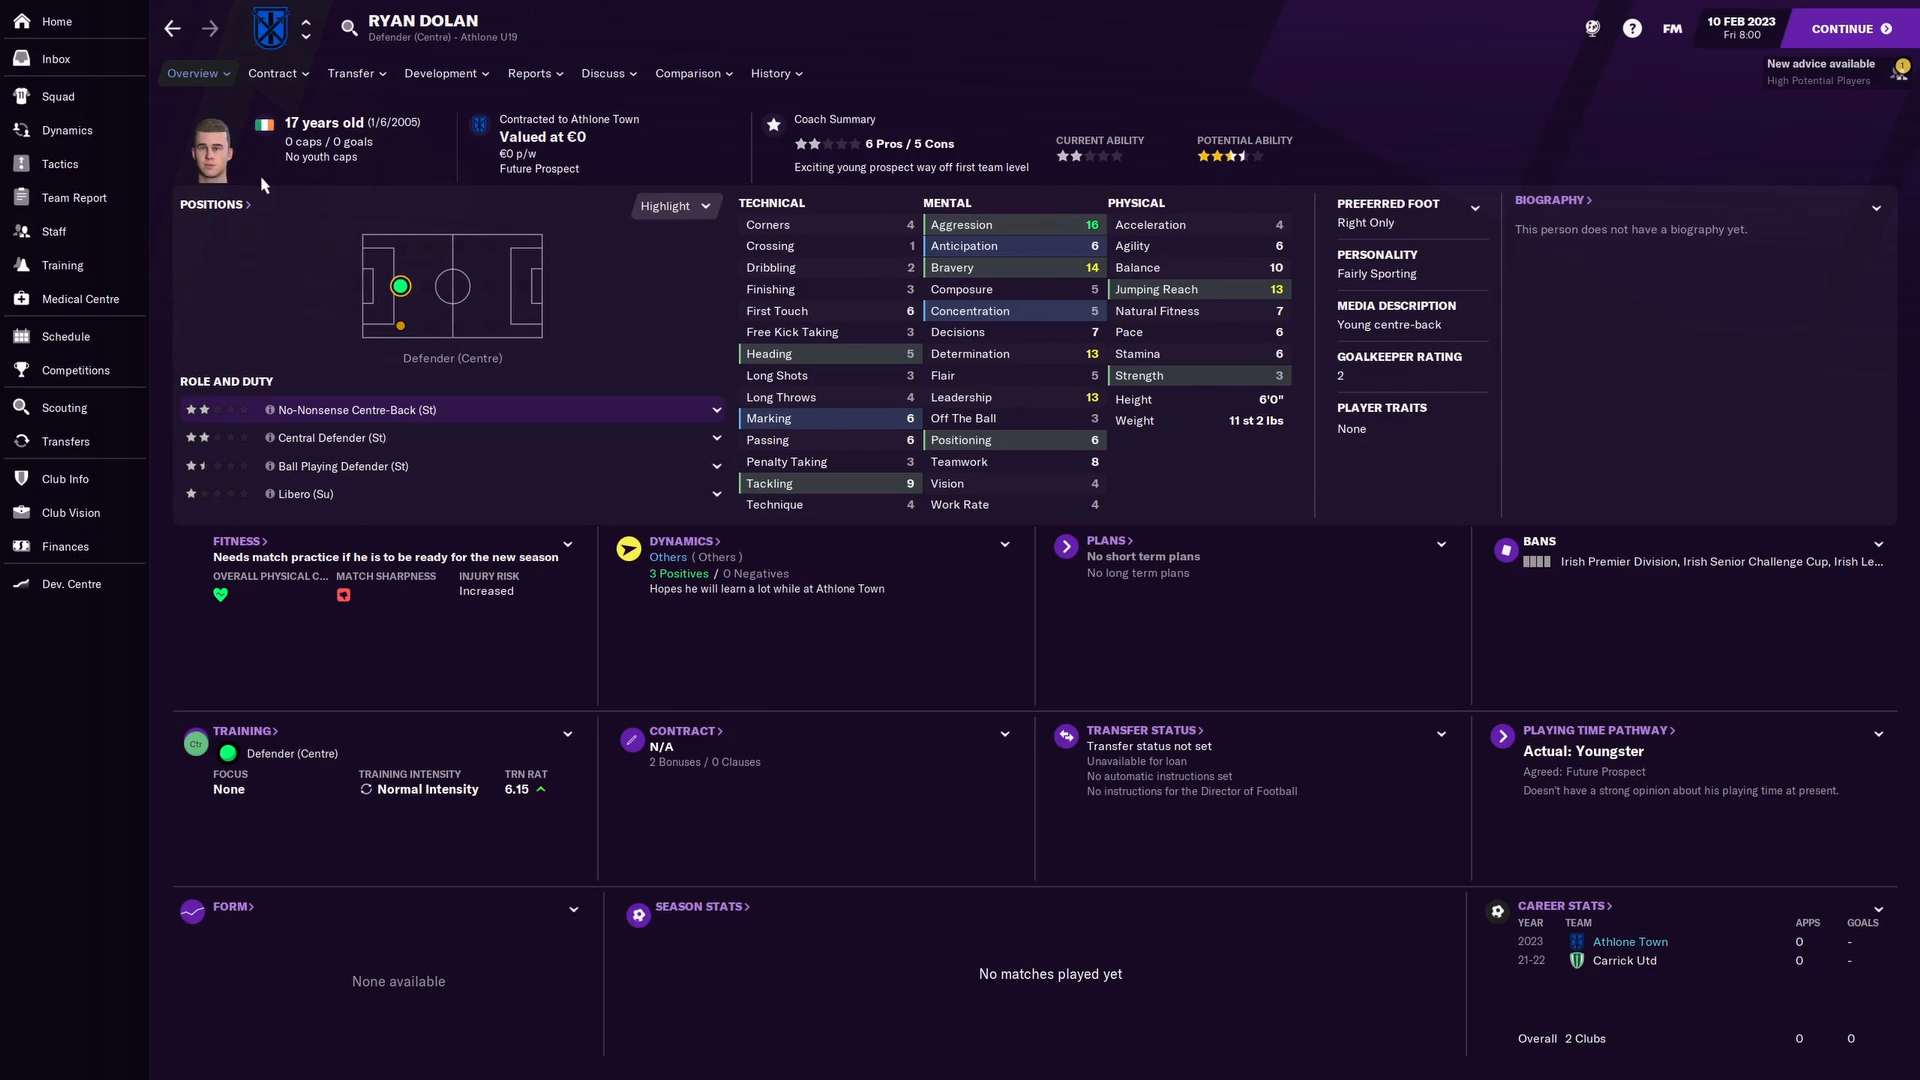 Home
Inbox
Squad
Dynamics
Tactics
Team Report
Staff
Training
Medical Centre
Schedule
Competitions
Scouting
Transfers
Club Info
Club Vision
Finances
Dev. Centre
RYAN DOLAN
Defender (Centre) - Athlone U19
FM
10 FEB 2023
Fri 8:00
CONTINUE
Overview
Contract
Transfer
Development
Reports
Discuss
Comparison
History
New advice available
High Potential Players
1
17 years old (1/6/2005)
0 caps / 0 goals
No youth caps
Contracted to Athlone Town
Valued at €0
€0 p/w
Future Prospect
Coach Summary
6 Pros / 5 Cons
Exciting young prospect way off first team level
CURRENT ABILITY
POTENTIAL ABILITY
POSITIONS
Highlight
Defender (Centre)
ROLE AND DUTY
No-Nonsense Centre-Back (St)
Central Defender (St)
Ball Playing Defender (St)
Libero (Su)
TECHNICAL
Corners 4
Crossing 1
Dribbling 2
Finishing 3
First Touch 6
Free Kick Taking 3
Heading 5
Long Shots 3
Long Throws 4
Marking 6
Passing 6
Penalty Taking 3
Tackling 9
Technique 4
MENTAL
Aggression 16
Anticipation 6
Bravery 14
Composure 5
Concentration 5
Decisions 7
Determination 13
Flair 5
Leadership 13
Off The Ball 3
Positioning 6
Teamwork 8
Vision 4
Work Rate 4
PHYSICAL
Acceleration 4
Agility 6
Balance 10
Jumping Reach 13
Natural Fitness 7
Pace 6
Stamina 6
Strength 3
Height 6'0"
Weight 11 st 2 lbs
PREFERRED FOOT
Right Only
PERSONALITY
Fairly Sporting
MEDIA DESCRIPTION
Young centre-back
GOALKEEPER RATING
2
PLAYER TRAITS
None
BIOGRAPHY
This person does not have a biography yet.
FITNESS
Needs match practice if he is to be ready for the new season
OVERALL PHYSICAL C... MATCH SHARPNESS INJURY RISK
Increased
DYNAMICS
Others ( Others )
3 Positives / 0 Negatives
Hopes he will learn a lot while at Athlone Town
PLANS
No short term plans
No long term plans
BANS
Irish Premier Division, Irish Senior Challenge Cup, Irish Le...
Ctr
TRAINING
Defender (Centre)
FOCUS TRAINING INTENSITY TRN RAT
None Normal Intensity 6.15
CONTRACT
N/A
2 Bonuses / 0 Clauses
TRANSFER STATUS
Transfer status not set
Unavailable for loan
No automatic instructions set
No instructions for the Director of Football
PLAYING TIME PATHWAY
Actual: Youngster
Agreed: Future Prospect
Doesn't have a strong opinion about his playing time at present.
FORM
None available
SEASON STATS
No matches played yet
CAREER STATS
YEAR TEAM APPS GOALS
2023 Athlone Town 0 -
21-22 Carrick Utd 0 -
Overall 2 Clubs 0 0